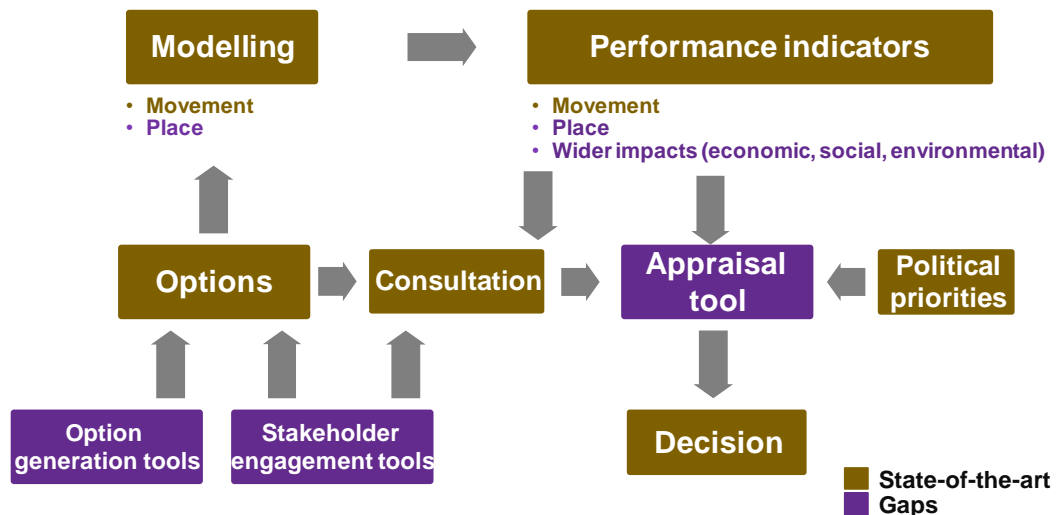 Modelling
Performance indicators
• Movement
• Place
• Movement
• Place
• Wider impacts (economic, social, environmental)
Options
Consultation
Appraisal
tool
Political
priorities
Option
generation tools
Stakeholder
engagement tools
Decision
State-of-the-art
Gaps